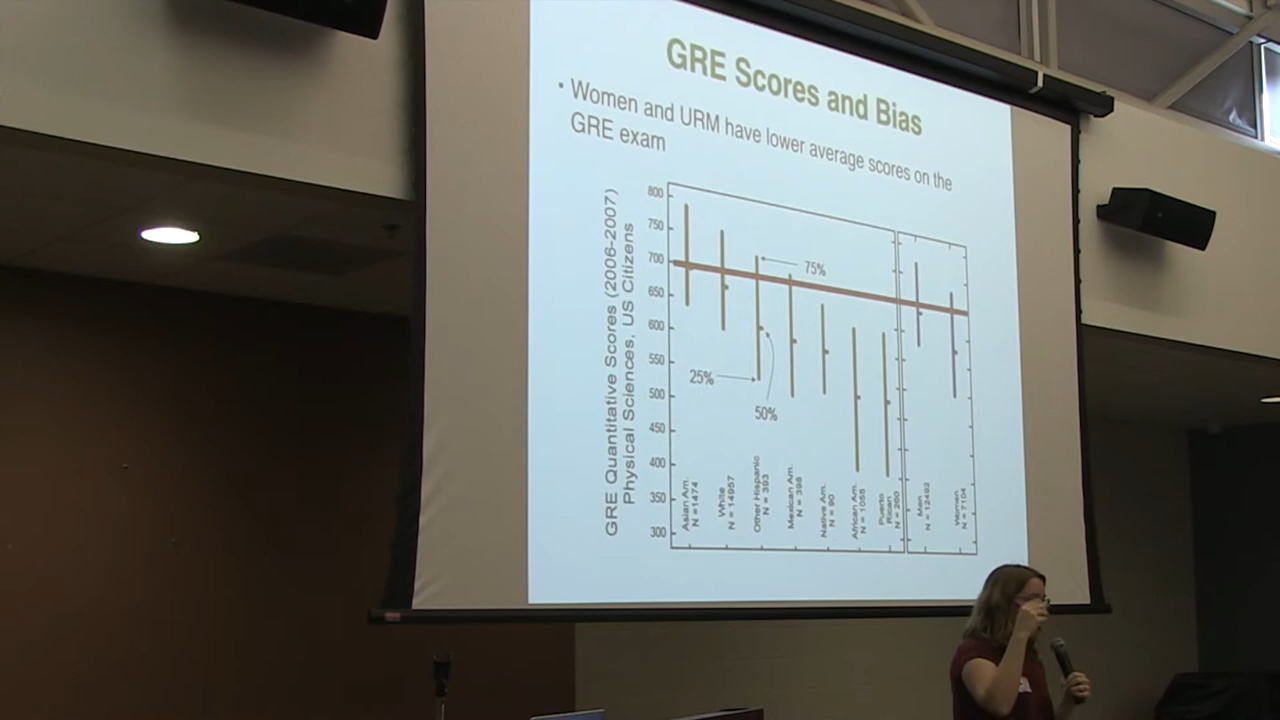 GRE Scores and Bias
• Women and URM have lower average scores on the
GRE exam
GRE Quantitative Scores (2006-2007)
Physical Sciences, US Citizens
800
750
700
650
600
550
500
450
400
350
300
75%
25%
50%
Asian Am.
N =1474
White
N = 14957
Other Hispanic
N = 393
Mexican Am.
N = 398
Native Am.
N = 90
African Am.
N = 1055
Puerto
Rican
N = 260
Men
N = 12492
Women
N = 7104